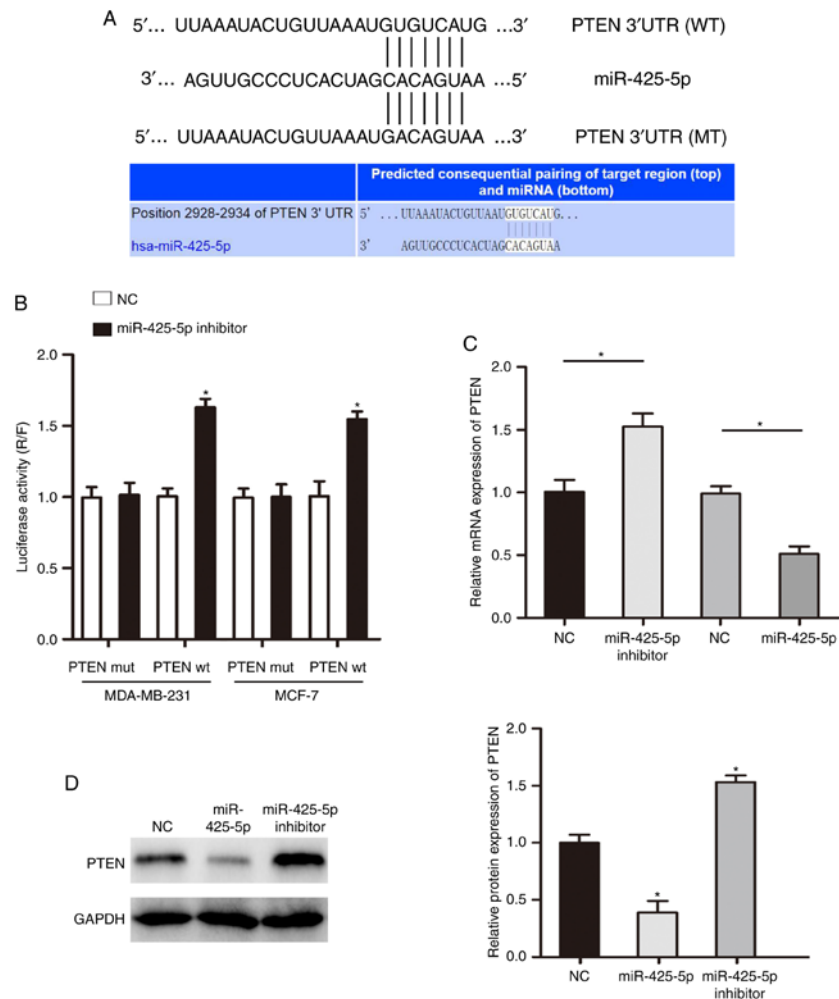 A
5′... UUAAAUACUGUUAAAUGUGUCAUG ...3′ PTEN 3′UTR (WT)
3′... AGUUGCCCUCACUAGCACAGUAA ...5′ miR-425-5p
5′... UUAAAUACUGUUAAAUGACAGUAA ...3′ PTEN 3′UTR (MT)
Predicted consequential pairing of target region (top)
and miRNA (bottom)
Position 2928-2934 of PTEN 3' UTR 5' ...UUAAAUACUGUUAAUGUGUCAUG...
hsa-miR-425-5p 3' AGUUGCCCUCACUAGCACAGUAA
B
NC
miR-425-5p inhibitor
Luciferase activity (R/F)
2.0
1.5
1.0
1.5
0.0
*
*
PTEN mut PTEN wt PTEN mut PTEN wt
MDA-MB-231 MCF-7
C
Relative mRNA expression of PTEN
2.0
1.5
1.0
0.5
0.0
*
*
NC miR-425-5p NC miR-425-5p
inhibitor
D
NC miR-
425-5p miR-425-5p
inhibitor
PTEN
GAPDH
Relative protein expression of PTEN
2.0
1.5
1.0
0.5
0.0
*
*
NC miR-425-5p miR-425-5p
inhibitor